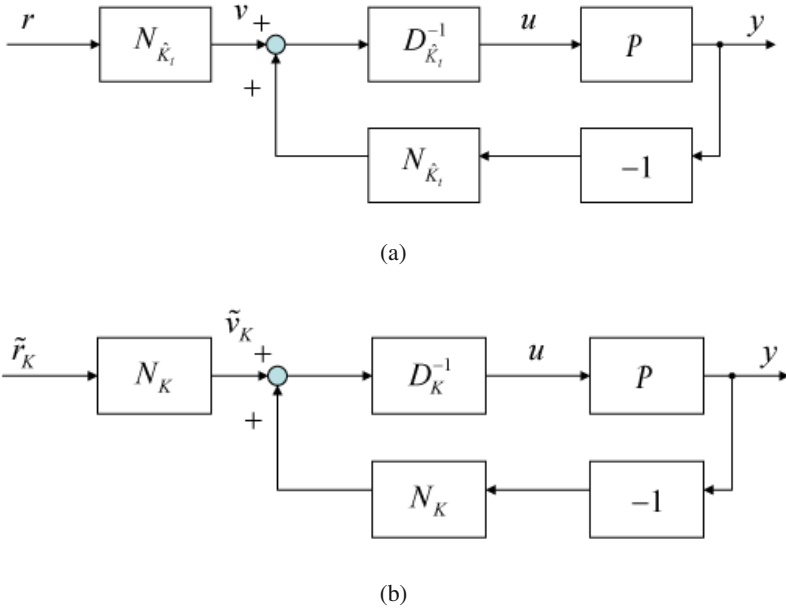 r
N_{\hat{K}_t}
v
+
+
D^{-1}_{\hat{K}_t}
u
P
y
N_{\hat{K}_t}
−1
(a)
\tilde{r}_K
N_K
\tilde{v}_K
+
+
D^{-1}_K
u
P
y
N_K
−1
(b)